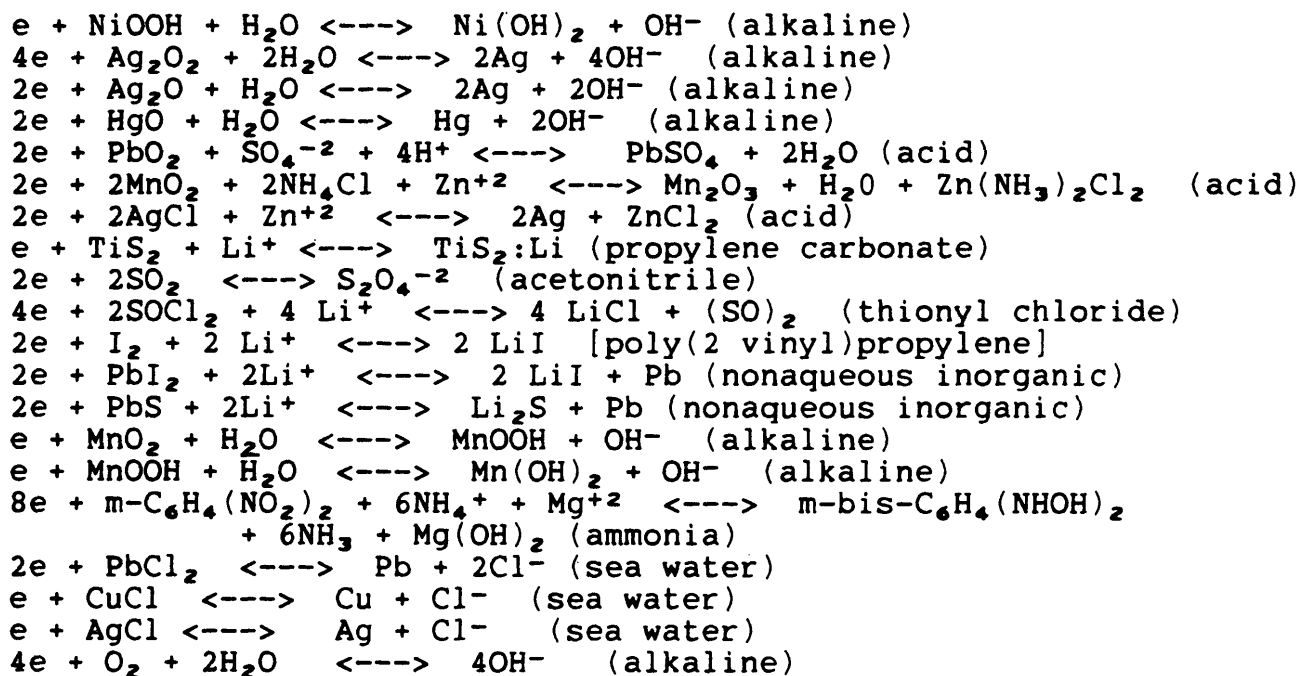 e + NiOOH + H₂O <---> Ni(OH)₂ + OH⁻ (alkaline)
4e + Ag₂O₂ + 2H₂O <---> 2Ag + 4OH⁻ (alkaline)
2e + Ag₂O + H₂O <---> 2Ag + 2OH⁻ (alkaline)
2e + HgO + H₂O <---> Hg + 2OH⁻ (alkaline)
2e + PbO₂ + SO₄⁻² + 4H⁺ <---> PbSO₄ + 2H₂O (acid)
2e + 2MnO₂ + 2NH₄Cl + Zn⁺² <---> Mn₂O₃ + H₂0 + Zn(NH₃)₂Cl₂ (acid)
2e + 2AgCl + Zn⁺² <---> 2Ag + ZnCl₂ (acid)
e + TiS₂ + Li⁺ <---> TiS₂:Li (propylene carbonate)
2e + 2SO₂ <---> S₂O₄⁻² (acetonitrile)
4e + 2SOCl₂ + 4 Li⁺ <---> 4 LiCl + (SO)₂ (thionyl chloride)
2e + I₂ + 2 Li⁺ <---> 2 LiI [poly(2 vinyl)propylene]
2e + PbI₂ + 2Li⁺ <---> 2 LiI + Pb (nonaqueous inorganic)
2e + PbS + 2Li⁺ <---> Li₂S + Pb (nonaqueous inorganic)
e + MnO₂ + H₂O <---> MnOOH + OH⁻ (alkaline)
e + MnOOH + H₂O <---> Mn(OH)₂ + OH⁻ (alkaline)
8e + m-C₆H₄(NO₂)₂ + 6NH₄⁺ + Mg⁺² <---> m-bis-C₆H₄(NHOH)₂
+ 6NH₃ + Mg(OH)₂ (ammonia)
2e + PbCl₂ <---> Pb + 2Cl⁻ (sea water)
e + CuCl <---> Cu + Cl⁻ (sea water)
e + AgCl <---> Ag + Cl⁻ (sea water)
4e + O₂ + 2H₂O <---> 4OH⁻ (alkaline)